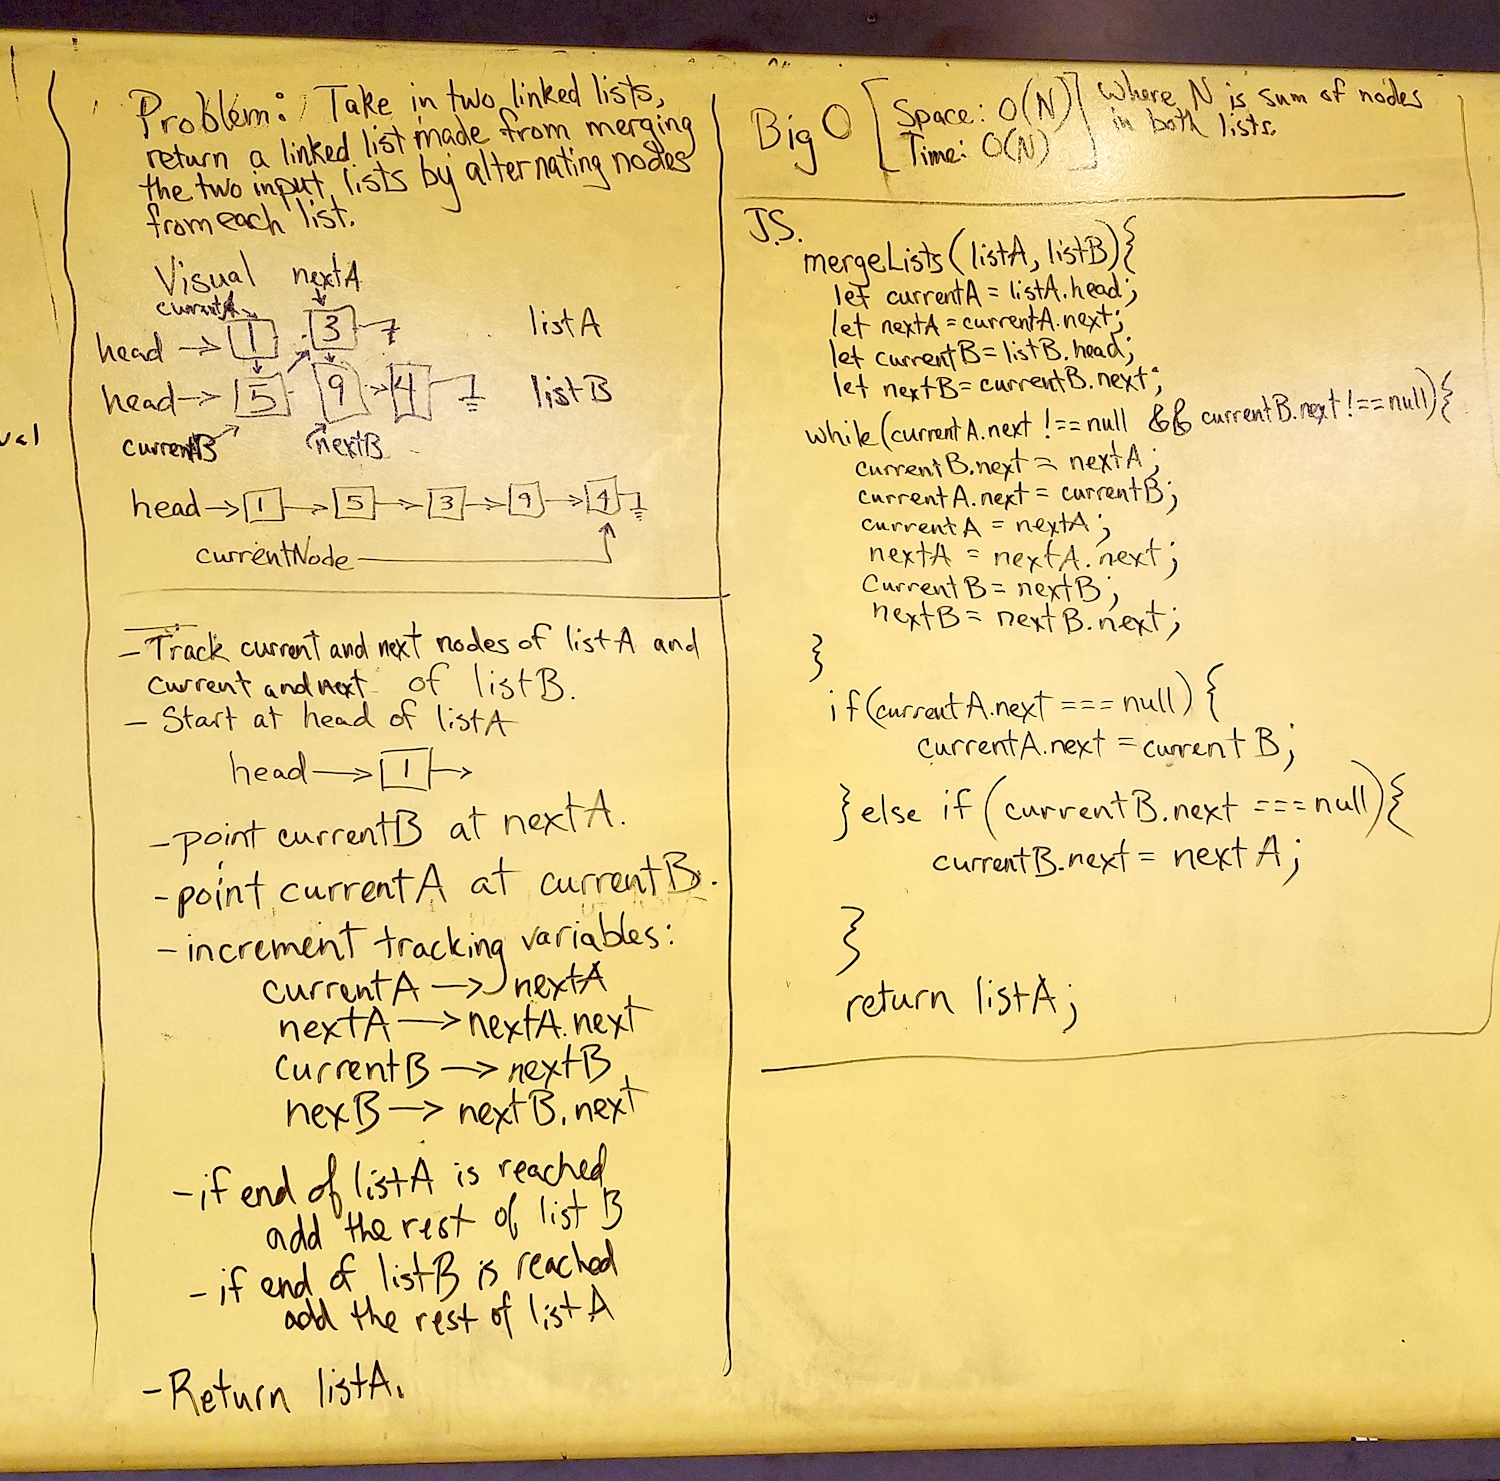 val
Problem: Take in two linked lists,
return a linked list made from merging
the two input lists by alternating nodes
from each list.
Visual nextA
currentA
head → 1 3 listA
head → 5 9 4 listB
currentB nextB
head → 1 → 5 → 3 → 9 → 4
currentNode
- Track current and next nodes of listA and
current and next of listB.
- Start at head of listA
head → 1 →
- point currentB at nextA.
- point currentA at currentB.
- increment tracking variables:
currentA → nextA
nextA → nextA.next
currentB → nextB
nexB → nextB.next
- if end of listA is reached
add the rest of list B
- if end of listB is reached
add the rest of listA
- Return listA.
Big O [ Space: O(N) ] where N is sum of nodes
Time: O(N) in both lists.
J.S.
mergeLists(listA, listB){
let currentA = listA.head;
let nextA = currentA.next;
let currentB = listB.head;
let nextB = currentB.next;
while(currentA.next !== null && currentB.next !== null){
currentB.next = nextA;
currentA.next = currentB;
currentA = nextA;
nextA = nextA.next;
currentB = nextB;
nextB = nextB.next;
}
if(currentA.next === null){
currentA.next = currentB;
} else if (currentB.next === null){
currentB.next = nextA;
}
return listA;